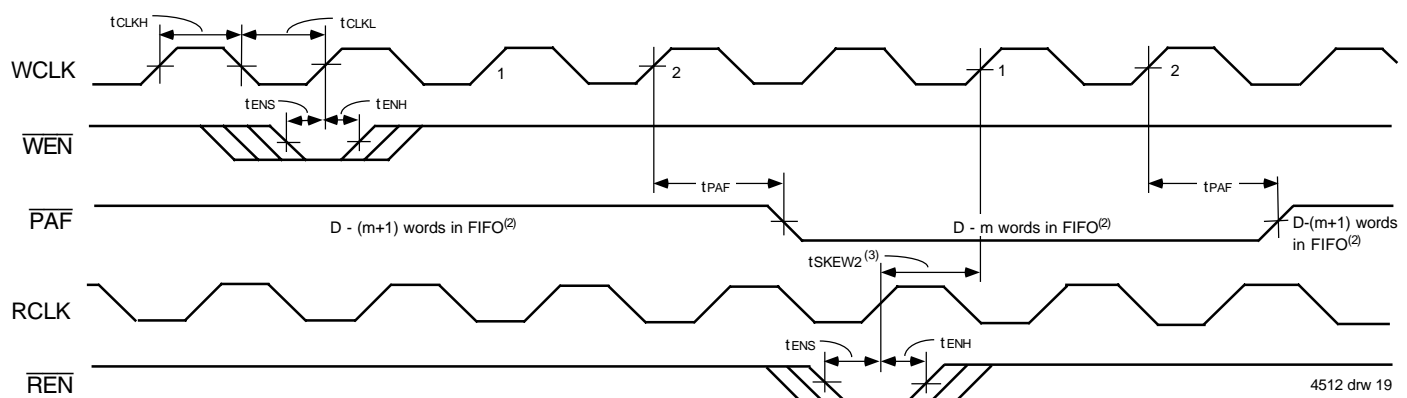 tCLKH
tCLKL
WCLK
1
2
1
2
tENS
tENH
WEN
tPAF
tPAF
PAF
D - (m+1) words in FIFO(2)
D - m words in FIFO(2)
D-(m+1) words
in FIFO(2)
tSKEW2(3)
RCLK
tENS
tENH
REN
4512 drw 19